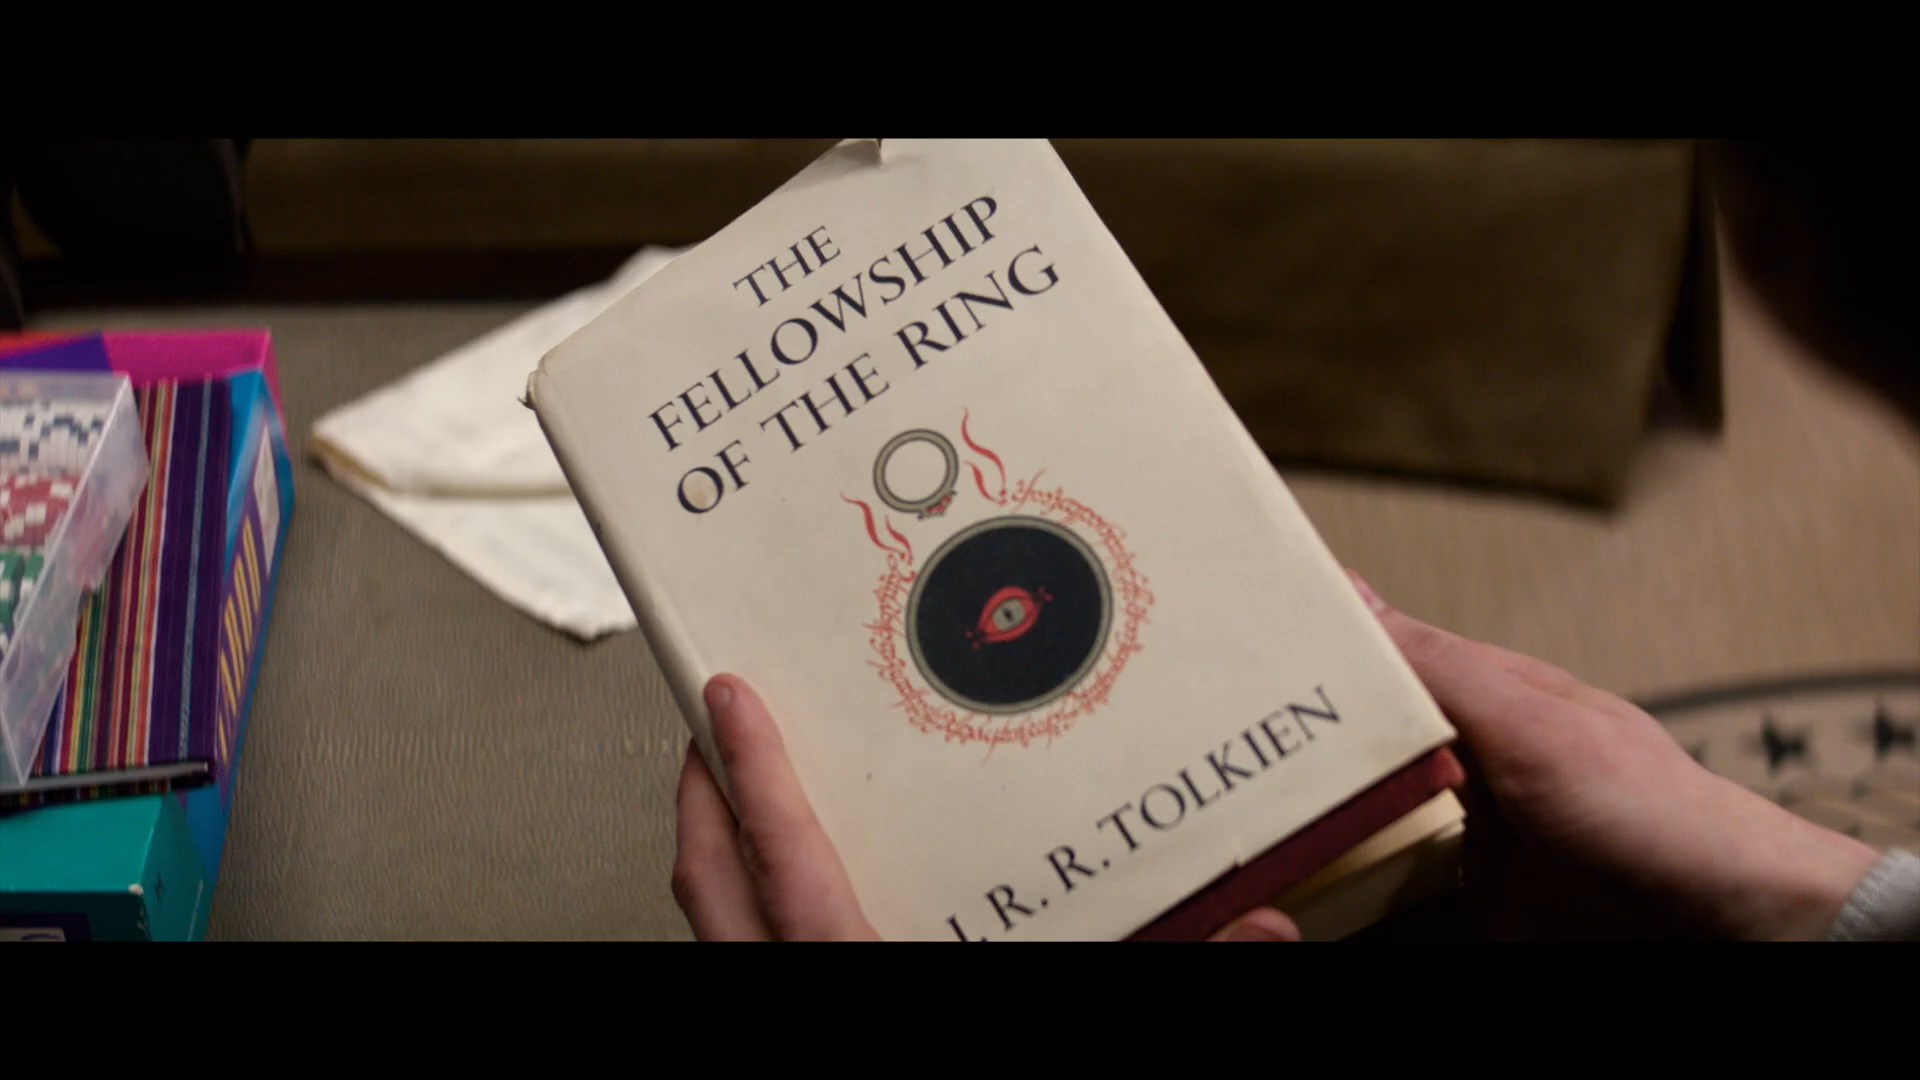 THE
FELLOWSHIP
OF THE RING
J. R. R. TOLKIEN